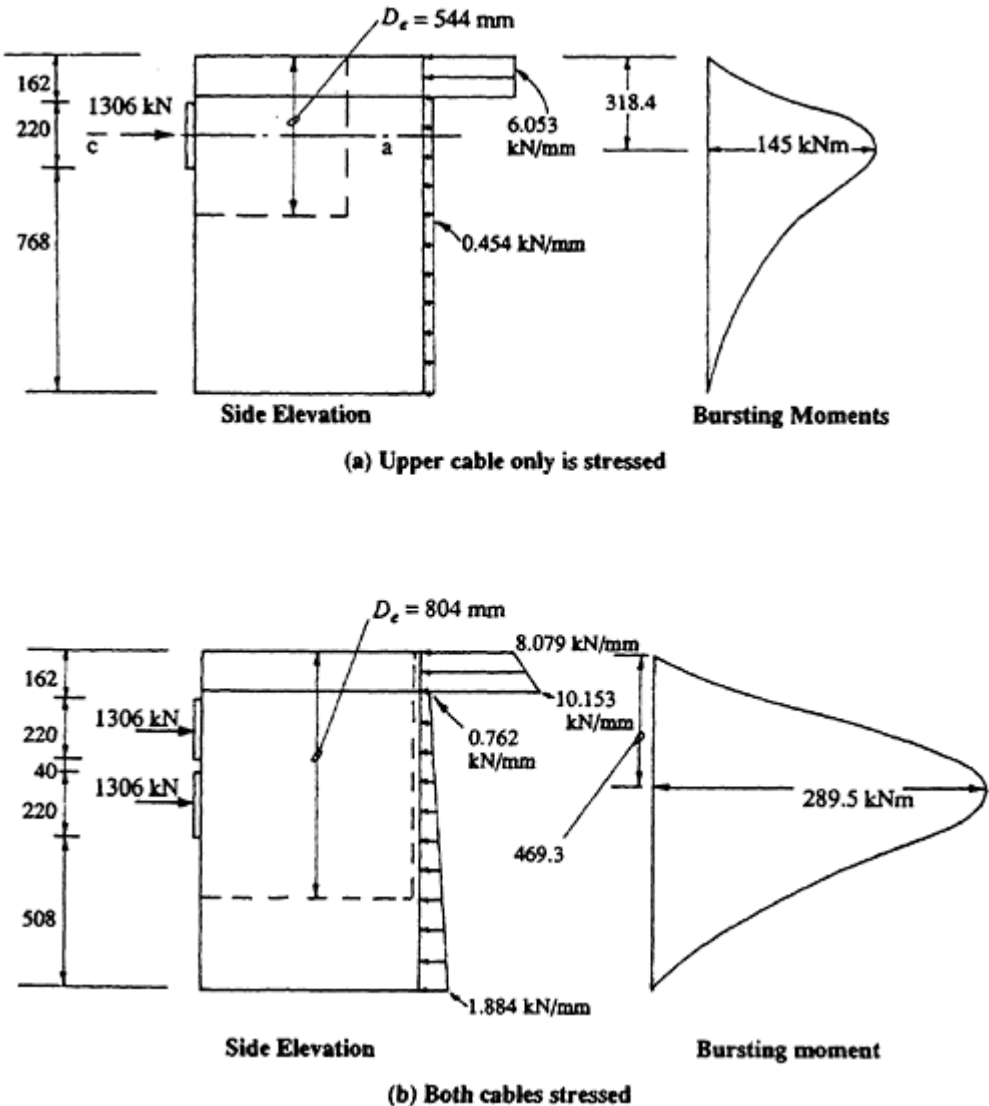 D_e = 544 mm
162
1306 kN
220
c
a
768
6.053
kN/mm
0.454 kN/mm
318.4
145 kNm
Side Elevation
Bursting Moments
(a) Upper cable only is stressed
D_e = 804 mm
162
1306 kN
220
40
1306 kN
220
508
8.079 kN/mm
10.153
kN/mm
0.762
kN/mm
1.884 kN/mm
469.3
289.5 kNm
Side Elevation
Bursting moment
(b) Both cables stressed